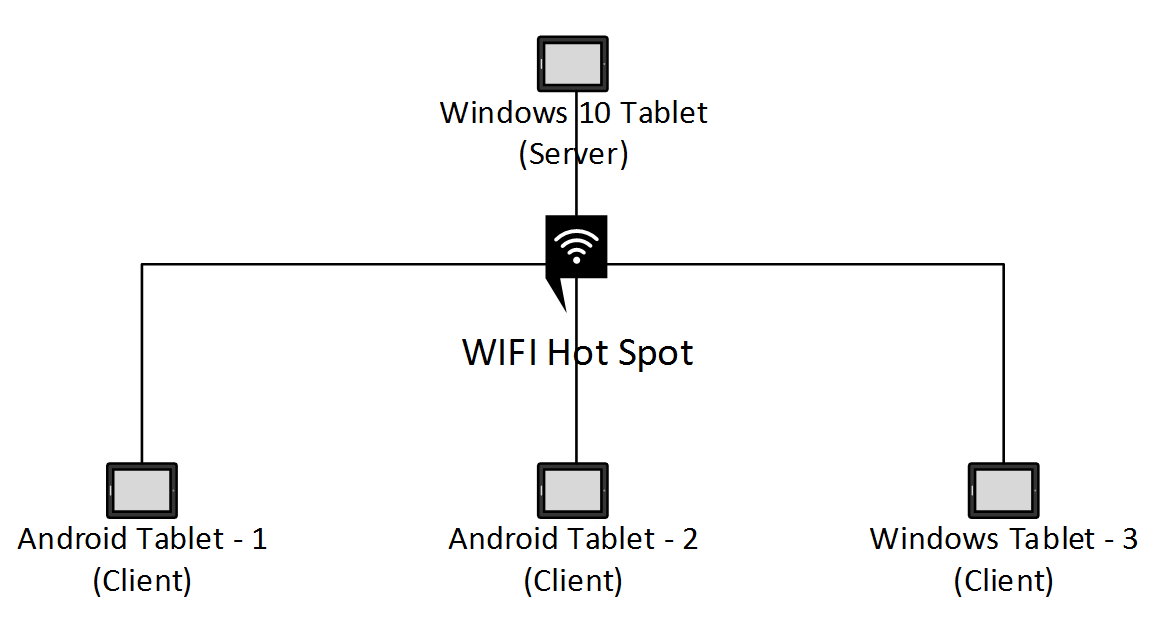 Windows 10 Tablet
(Server)
WIFI Hot Spot
Android Tablet - 1
(Client)
Android Tablet - 2
(Client)
Windows Tablet - 3
(Client)